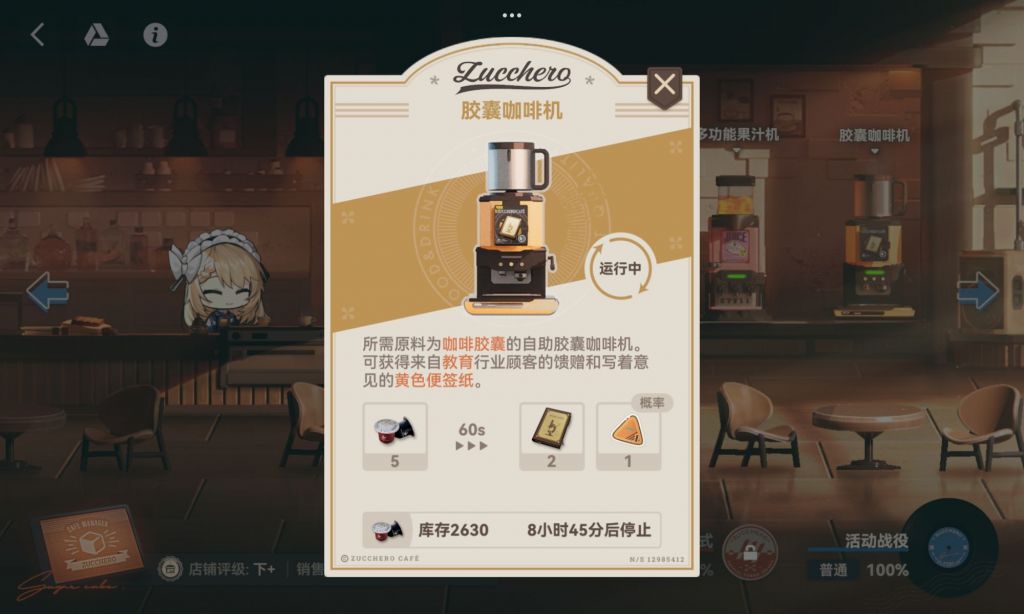 Zucchero
胶囊咖啡机
多功能果汁机
胶囊咖啡机
运行中
所需原料为咖啡胶囊的自助胶囊咖啡机。
可获得来自教育行业顾客的馈赠和写着意
见的黄色便签纸。
概率
60s
5
2
1
库存2630
8小时45分后停止
© ZUCCHERO CAFÉ
N/S 12985412
CAFE MANAGER
ZUCCHERO
店铺评级: 下+
销售
式
%
活动战役
普通
100%